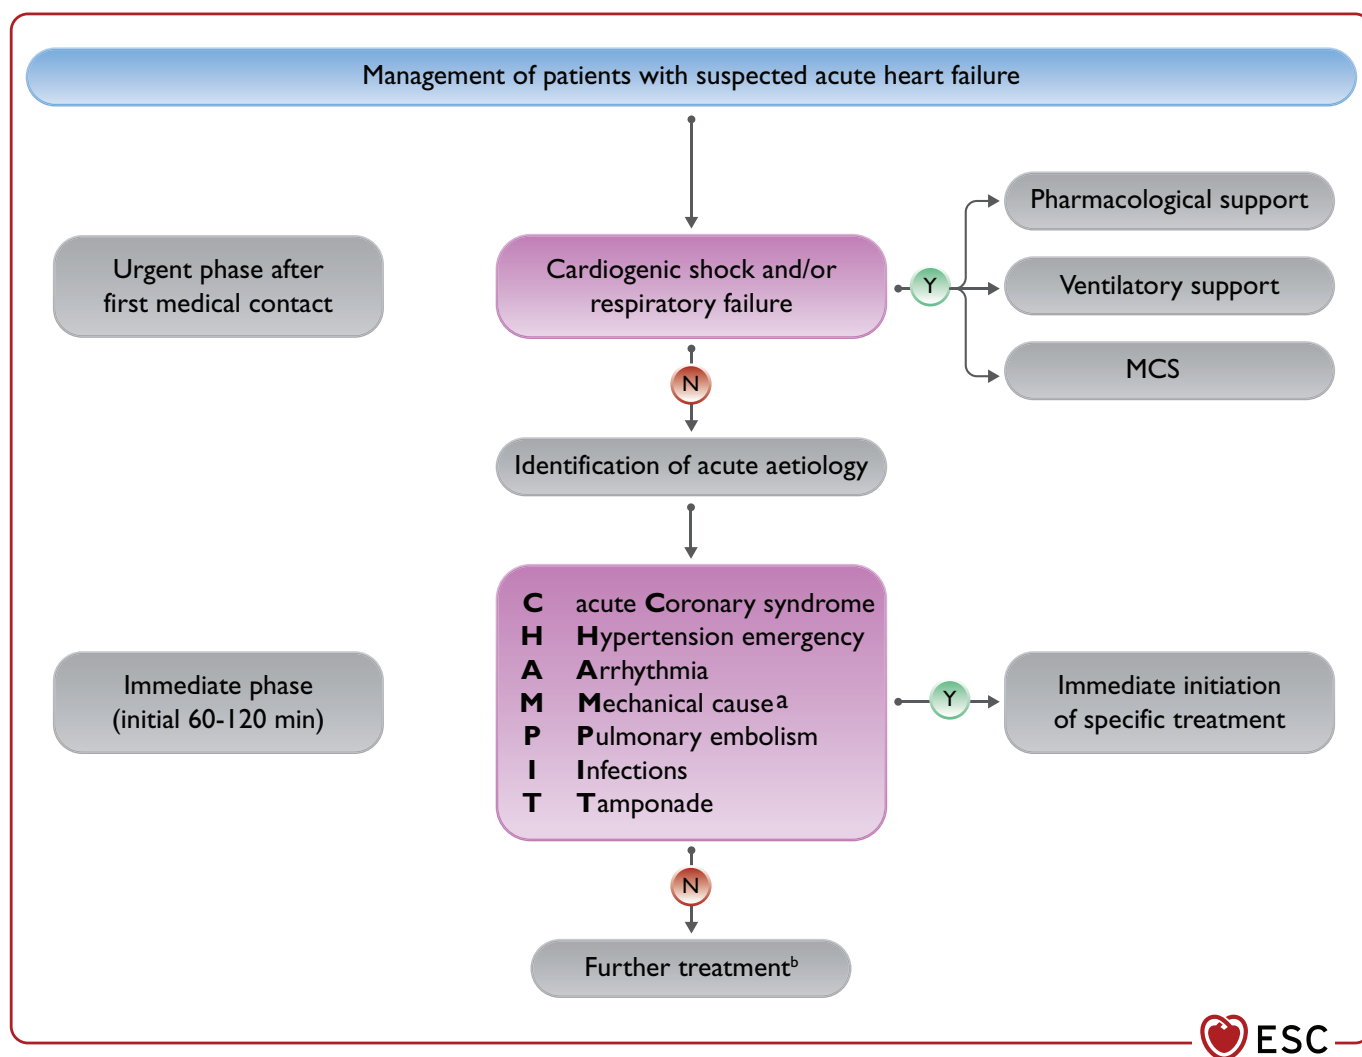 Management of patients with suspected acute heart failure
Urgent phase after
first medical contact
Cardiogenic shock and/or
respiratory failure
Y
Pharmacological support
Ventilatory support
MCS
N
Identification of acute aetiology
Immediate phase
(initial 60-120 min)
C acute Coronary syndrome
H Hypertension emergency
A Arrhythmia
M Mechanical cause a
P Pulmonary embolism
I Infections
T Tamponade
Y
Immediate initiation
of specific treatment
N
Further treatment b
ESC